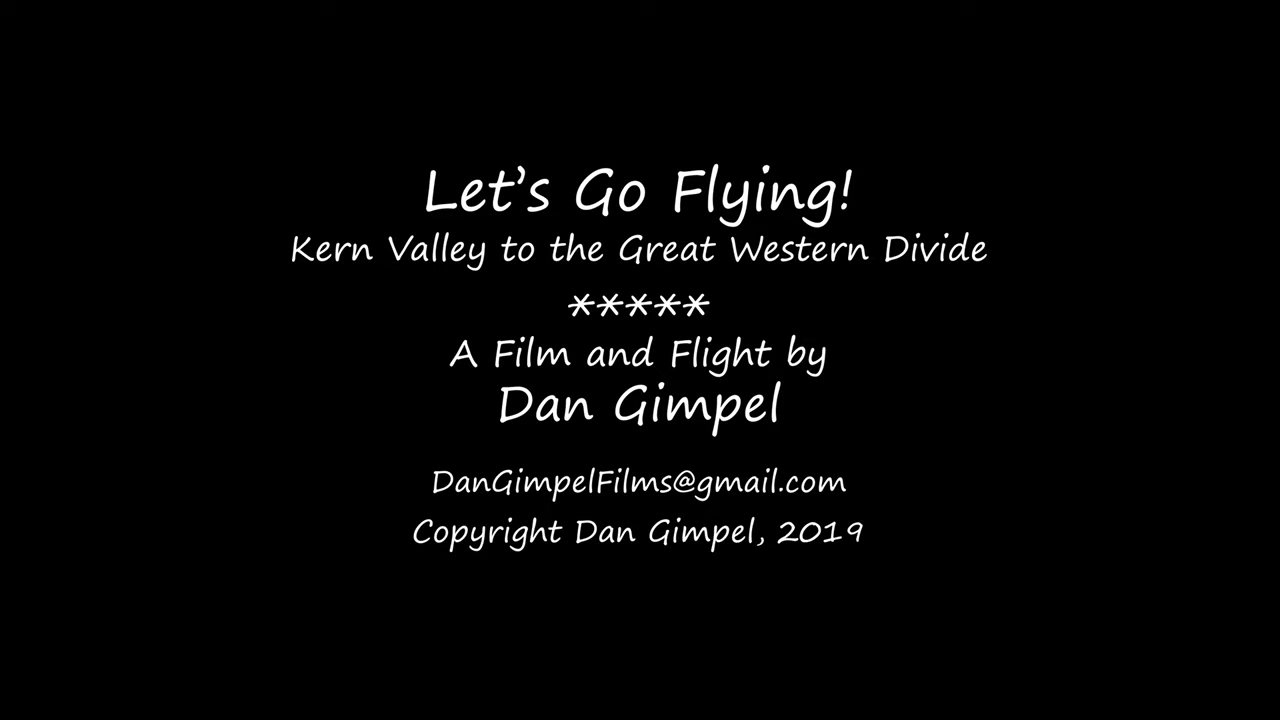 Let's Go Flying!
Kern Valley to the Great Western Divide
*****
A Film and Flight by
Dan Gimpel
DanGimpelFilms@gmail.com
Copyright Dan Gimpel, 2019